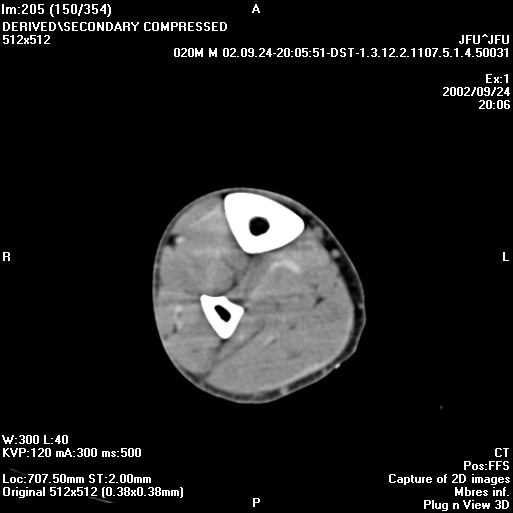 Im:205 (150/354)
A
DERIVED\SECONDARY COMPRESSED
512x512
JFU^JFU
020M M 02.09.24-20:05:51-DST-1.3.12.2.1107.5.1.4.50031
Ex:1
2002/09/24
20:06
R
L
W:300 L:40
KVP:120 mA:300 ms:500
CT
Pos:FFS
Loc:707.50mm ST:2.00mm
Capture of 2D images
Original 512x512 (0.38x0.38mm)
Mbres inf.
P
Plug n View 3D